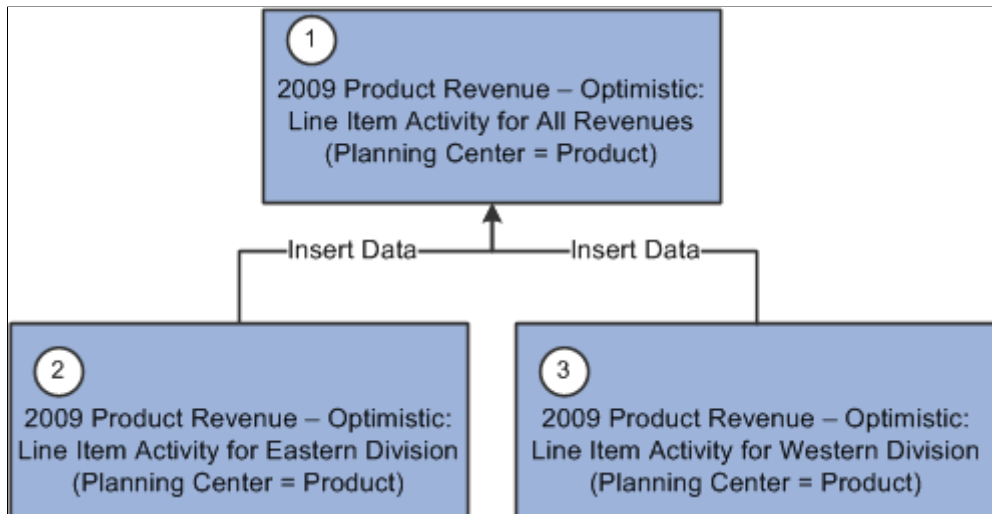 1
2009 Product Revenue – Optimistic:
Line Item Activity for All Revenues
(Planning Center = Product)
Insert Data
Insert Data
2
2009 Product Revenue – Optimistic:
Line Item Activity for Eastern Division
(Planning Center = Product)
3
2009 Product Revenue – Optimistic:
Line Item Activity for Western Division
(Planning Center = Product)